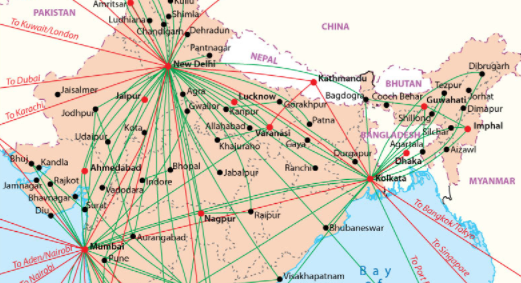 PAKISTAN
Amritsar
Kullu
Shimla
Ludhiana
Chandigarh
Dehradun
CHINA
To Kuwait/London
Pantnagar
NEPAL
New Delhi
To Dubai
Kathmandu
Dibrugarh
BHUTAN
Jaisalmer
Agra
Lucknow
Bagdogra
Cooch Behar
Tezpur
Jorhat
Jaipur
Gwalior
Kanpur
Gorakhpur
Guwahati
Dimapur
To Karachi
Jodhpur
Patna
Shillong
Kota
Allahabad
Varanasi
BANGLADESH
Silchar
Imphal
Udaipur
Khajuraho
Gaya
Agartala
Aizawl
Bhuj
Kandla
Durgapur
Dhaka
Ahmedabad
Bhopal
Jabalpur
Ranchi
Kolkata
MYANMAR
Jamnagar
Rajkot
Vadodara
Indore
Bhavnagar
Surat
Diu
Nagpur
Raipur
To Bangkok/Tokyo
Bhubaneswar
Aurangabad
Mumbai
To Singapore
To Aden/Nairobi
Pune
To Nairobi
Visakhapatnam
Bay
To Port
of